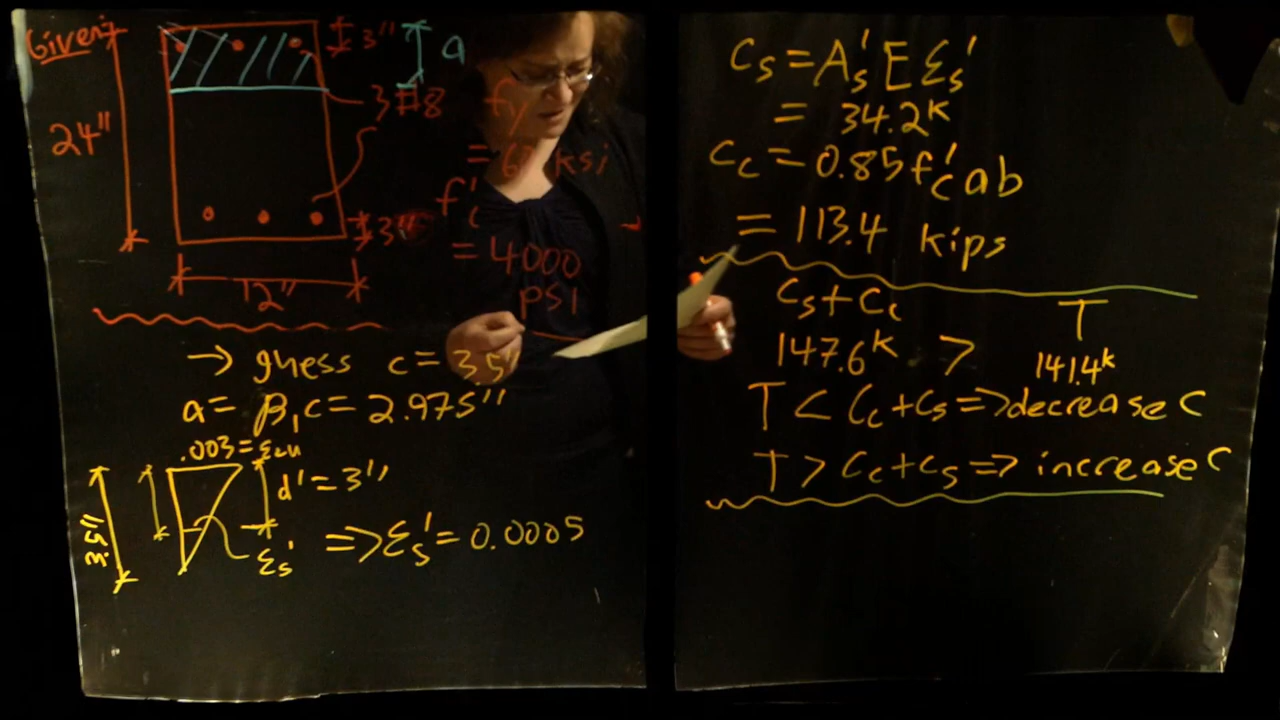 Given:
3"
a
24"
3#8
fy
= 60 ksi
f'c
= 4000
psi
3"
12"
→ guess c = 3.5"
a = β₁c = 2.975"
.003 = εcu
d' = 3"
3.5"
εs'
=> εs' = 0.0005
Cs = A's E εs'
= 34.2k
Cc = 0.85 f'c a b
= 113.4 kips
Cs + Cc
T
147.6k > 141.4k
T < Cc + Cs => decrease c
T > Cc + Cs => increase c